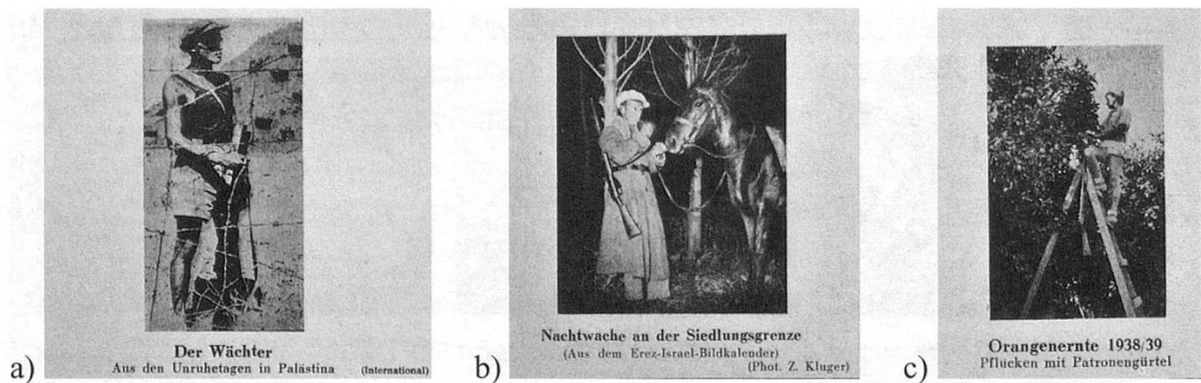 a)
Der Wächter
Aus den Unruhetagen in Palästina (International)
b)
Nachtwache an der Siedlungsgrenze
(Aus dem Erez-Israel-Bildkalender)
(Phot. Z. Kluger)
c)
Orangenernte 1938/39
Pflucken mit Patronengürtel